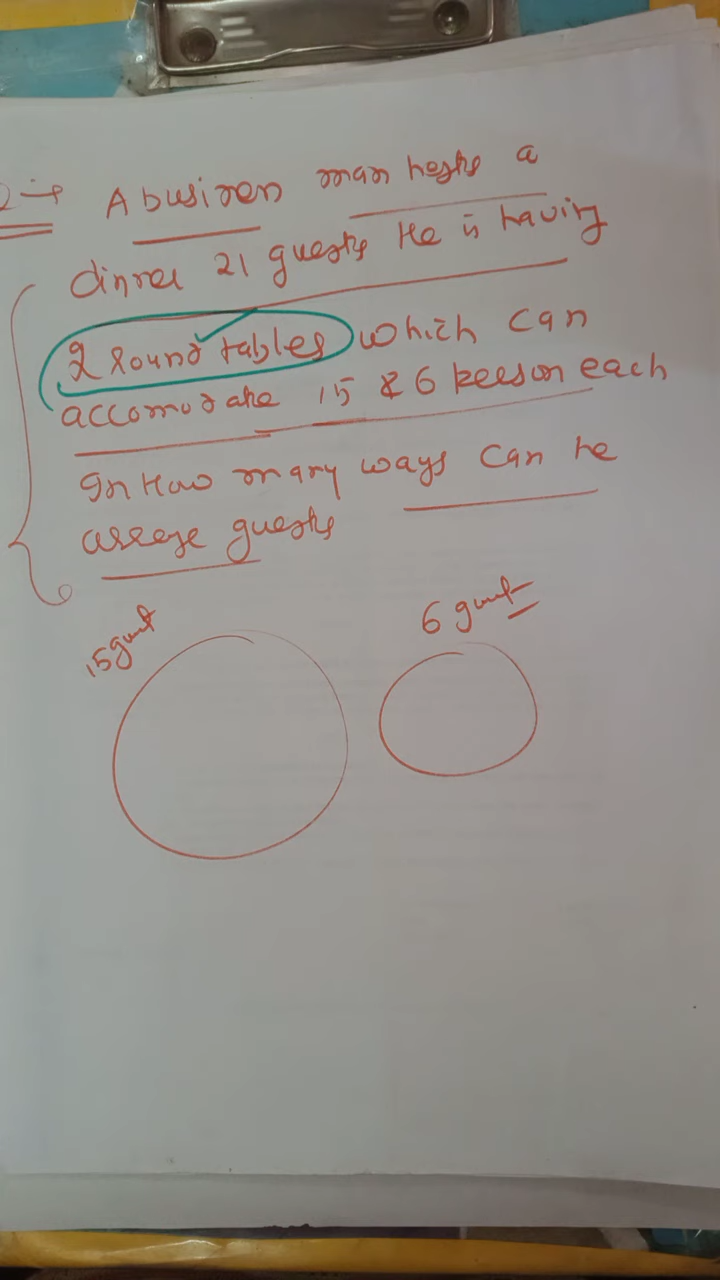 Q→ A businen man hosts a
dinner 21 guests He is having
2 round tables which can
accomodate 15 & 6 person each
In How many ways can he
arrange guests
15 guest
6 guest